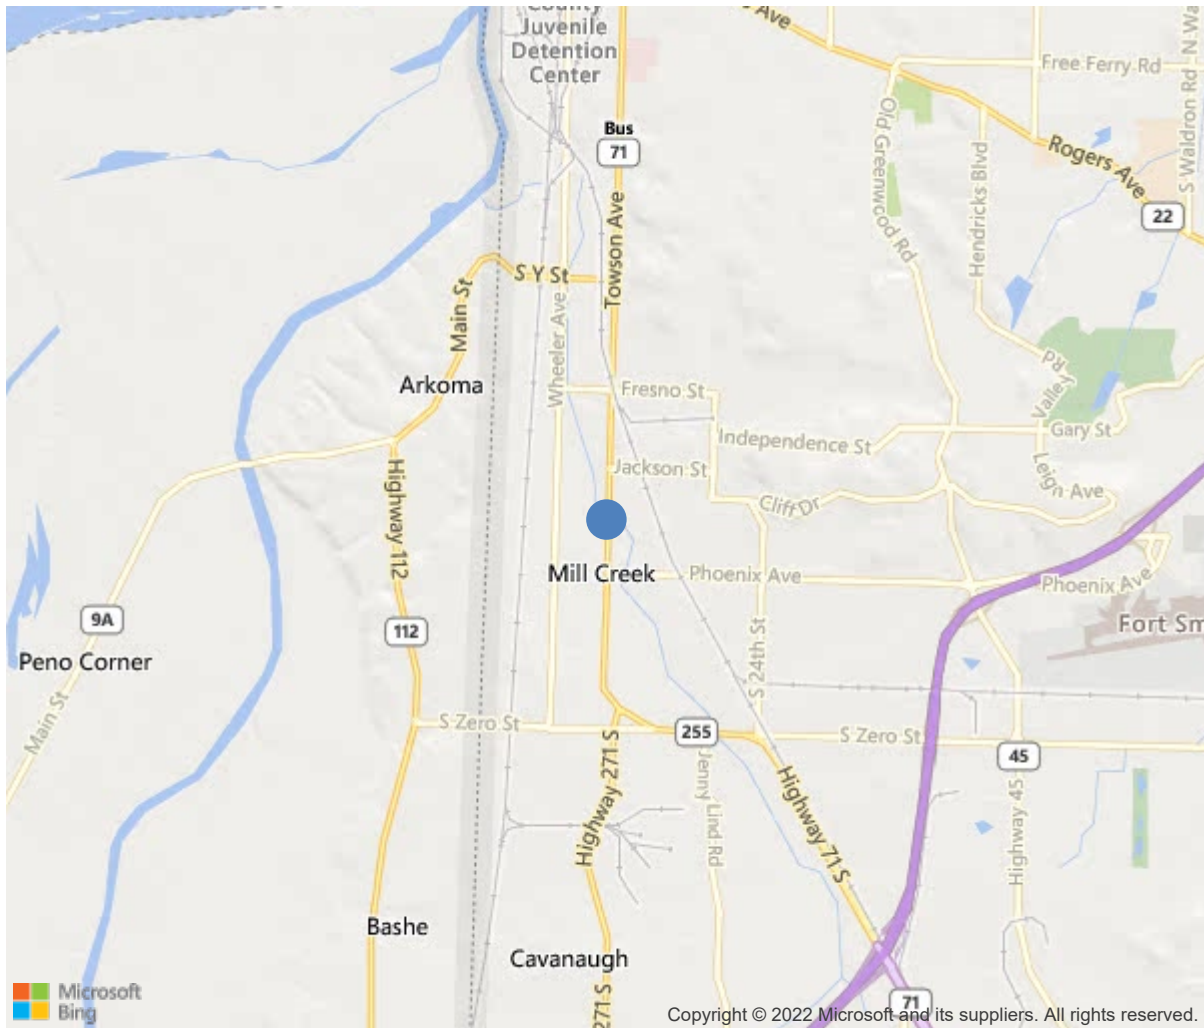 County
Juvenile
Detention
Center
s Ave
Free Ferry Rd
N Wa
S Waldron Rd
Bus
71
Old Greenwood Rd
Hendricks Blvd
Rogers Ave
22
Towson Ave
S Y St
Main St
Wheeler Ave
Arkoma
Fresno St
Valley Rd
Independence St
Gary St
Jackson St
Leigh Ave
Cliff Dr
Highway 112
Mill Creek
Phoenix Ave
Phoenix Ave
9A
112
Fort Sm
Peno Corner
S 24th St
Main St
S Zero St
255
S Zero St
45
Highway 271 S
Jenny Lind Rd
Highway 71 S
Highway 45
Bashe
Cavanaugh
271 S
71
Microsoft
Bing
Copyright © 2022 Microsoft and its suppliers. All rights reserved.